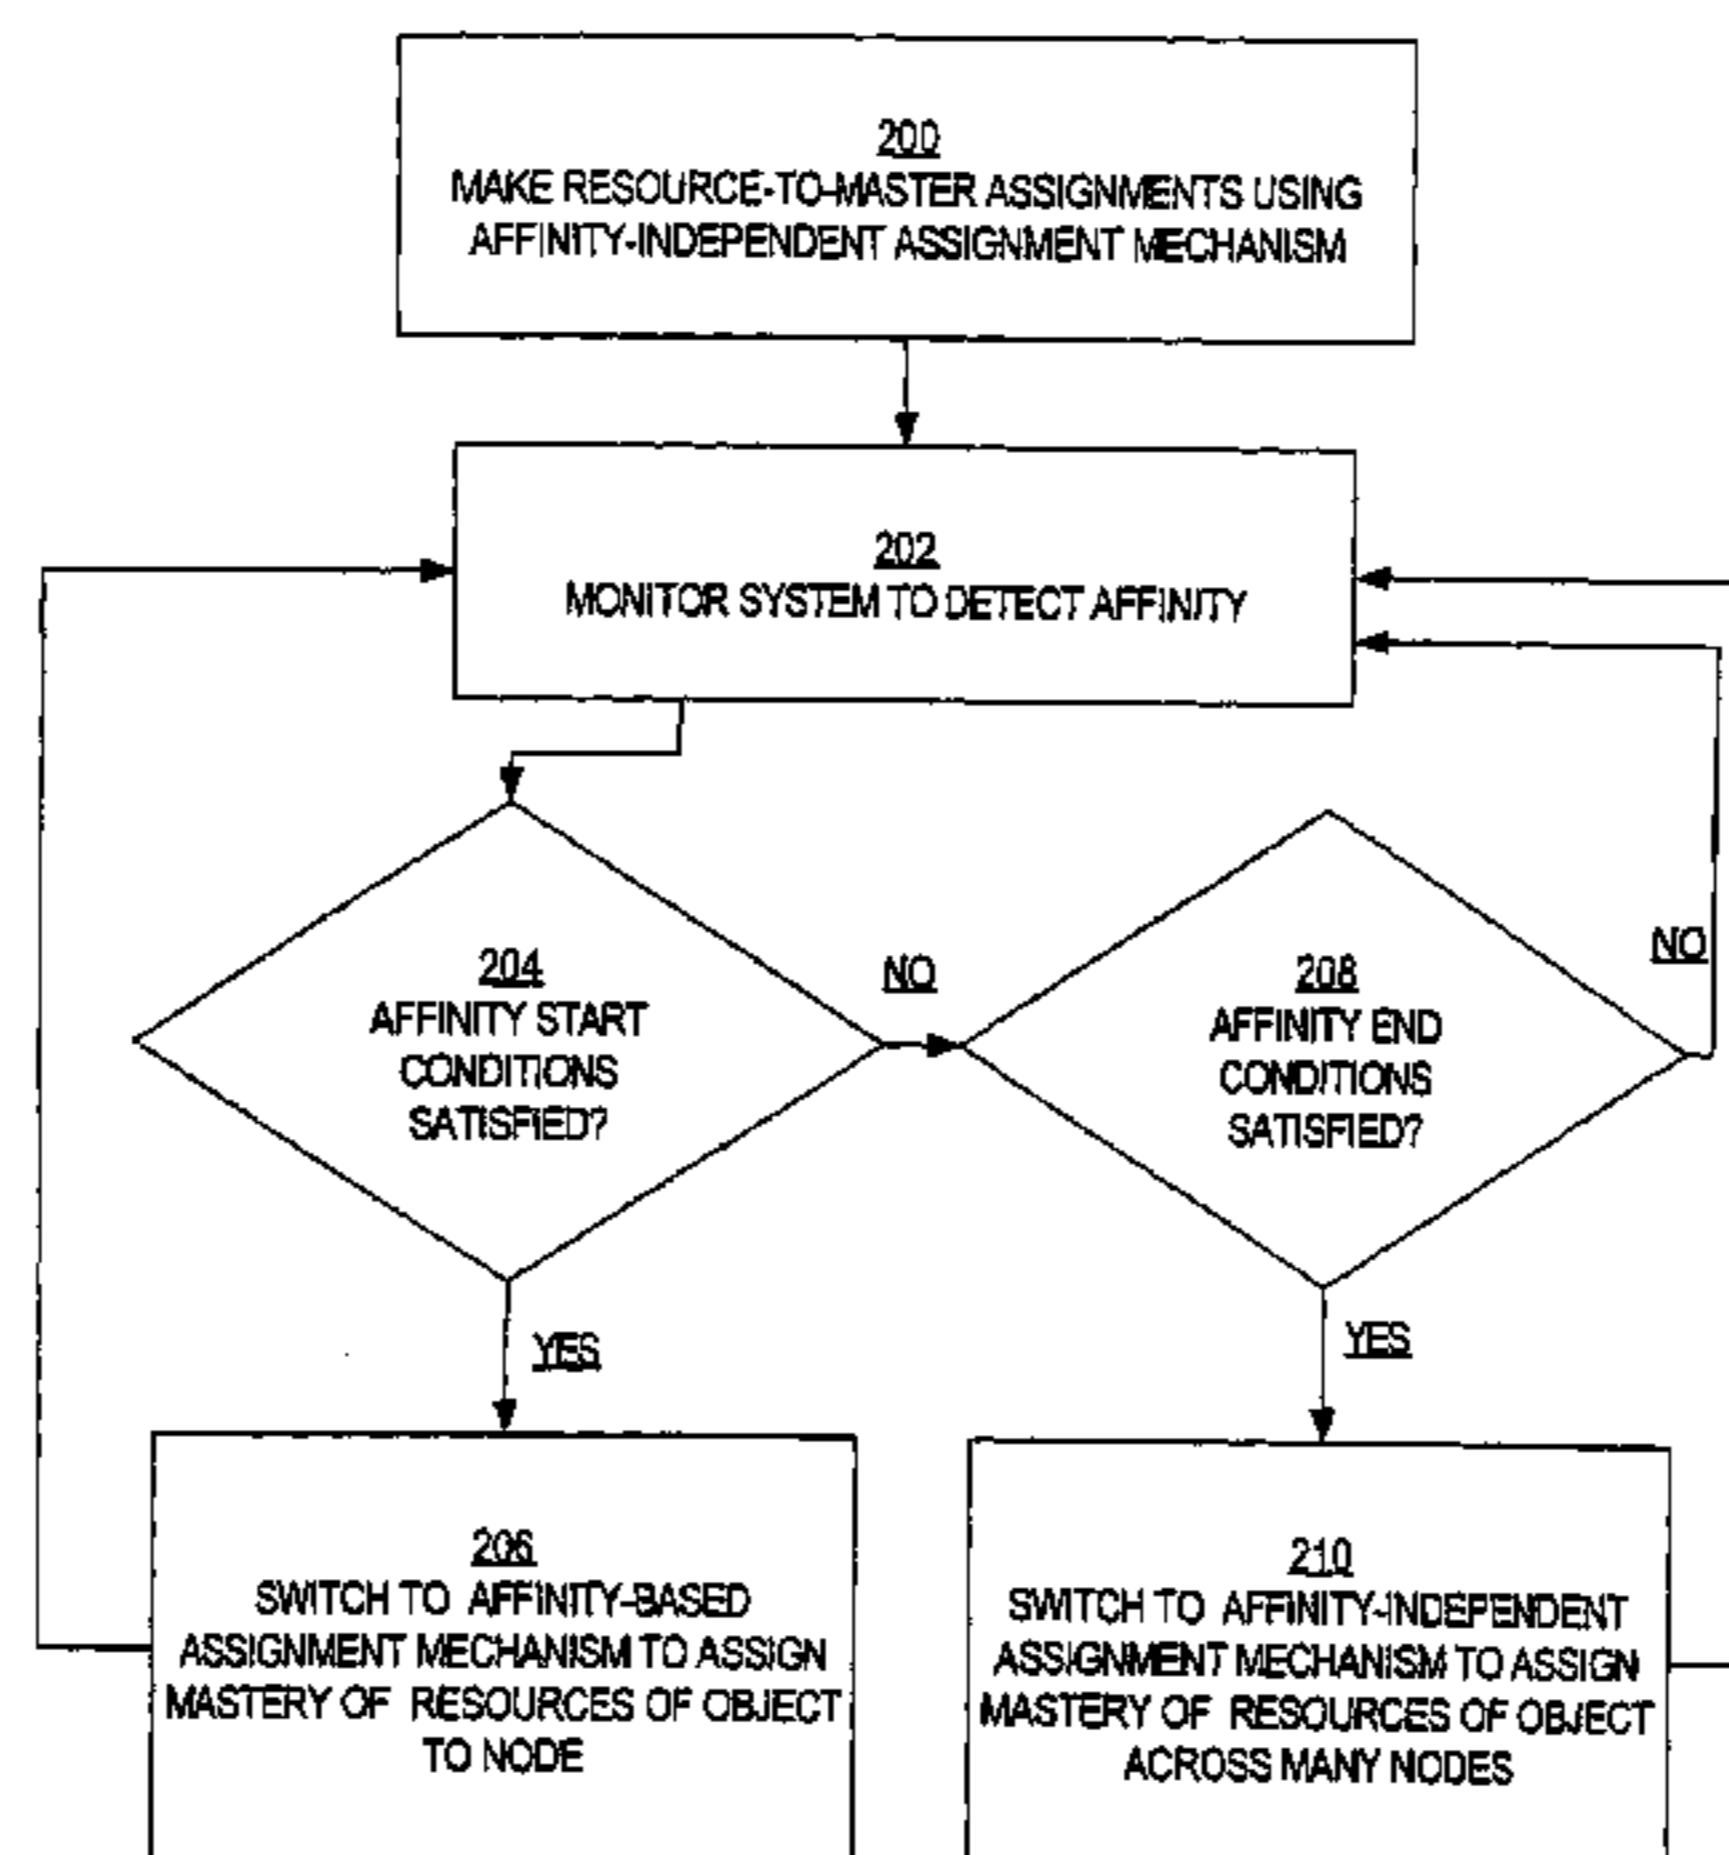 200
MAKE RESOURCE-TO-MASTER ASSIGNMENTS USING
AFFINITY-INDEPENDENT ASSIGNMENT MECHANISM
202
MONITOR SYSTEM TO DETECT AFFINITY
204
AFFINITY START
CONDITIONS
SATISFIED?
NO
208
AFFINITY END
CONDITIONS
SATISFIED?
NO
YES
YES
206
SWITCH TO AFFINITY-BASED
ASSIGNMENT MECHANISM TO ASSIGN
MASTERY OF RESOURCES OF OBJECT
TO NODE
210
SWITCH TO AFFINITY-INDEPENDENT
ASSIGNMENT MECHANISM TO ASSIGN
MASTERY OF RESOURCES OF OBJECT
ACROSS MANY NODES